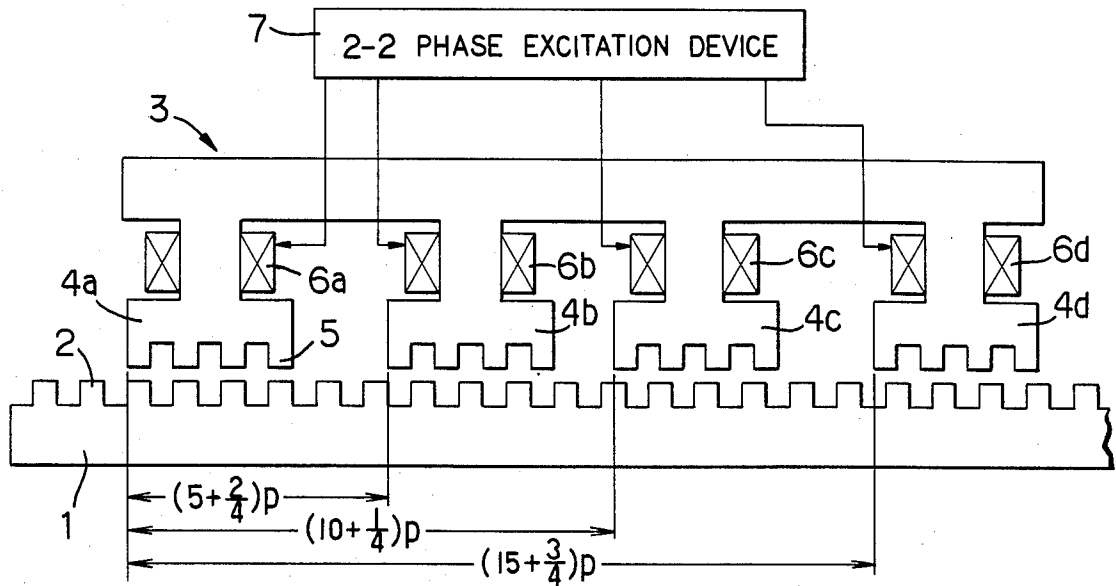 7
2-2 PHASE EXCITATION DEVICE
3
4a
6a
6b
6c
6d
2
5
4b
4c
4d
1
(5+2/4)p
(10+1/4)p
(15+3/4)p